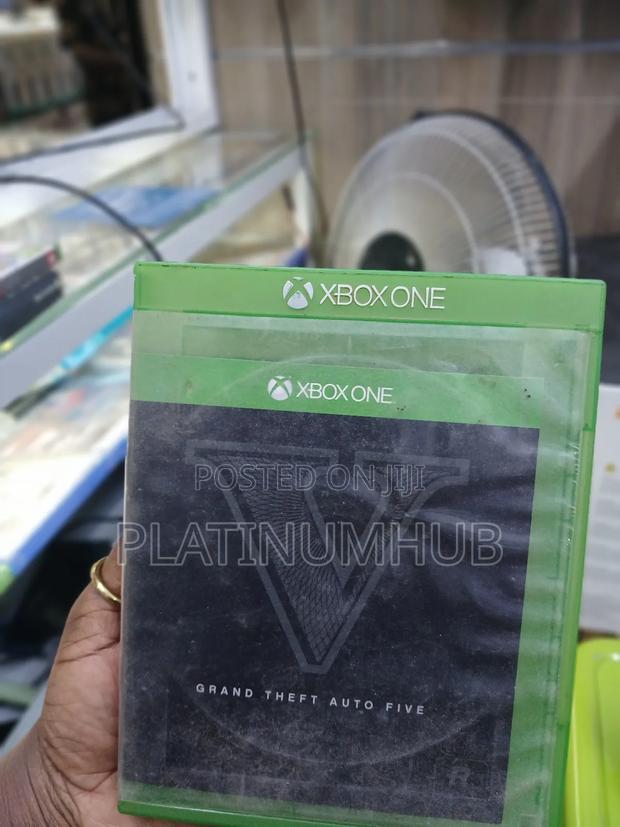 XBOX ONE
XBOX ONE
POSTED ON JIJI
PLATINUMHUB
GRAND THEFT AUTO FIVE
R